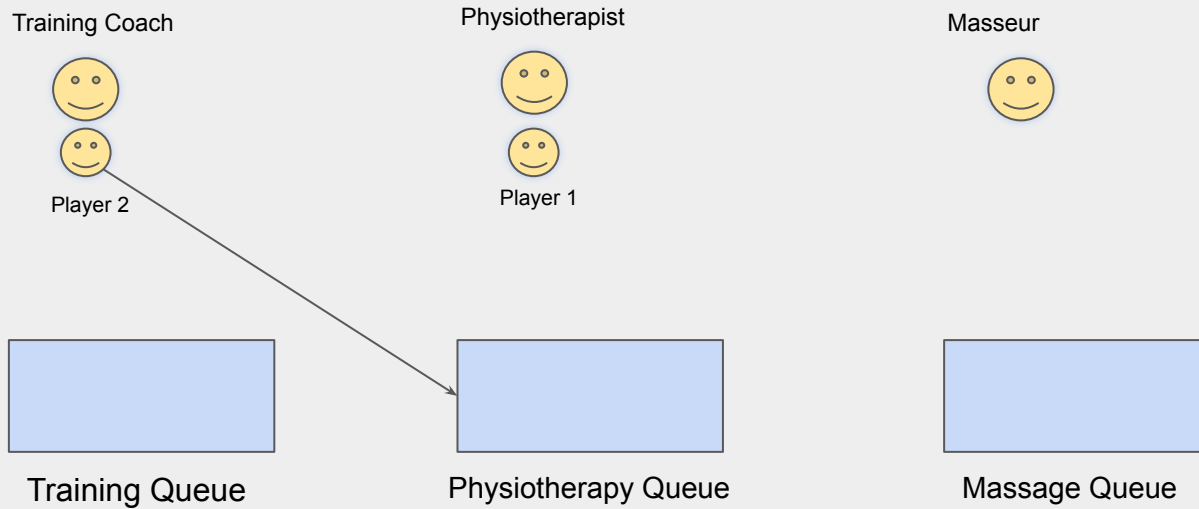 Training Coach
Physiotherapist
Masseur
Player 2
Player 1
Training Queue
Physiotherapy Queue
Massage Queue